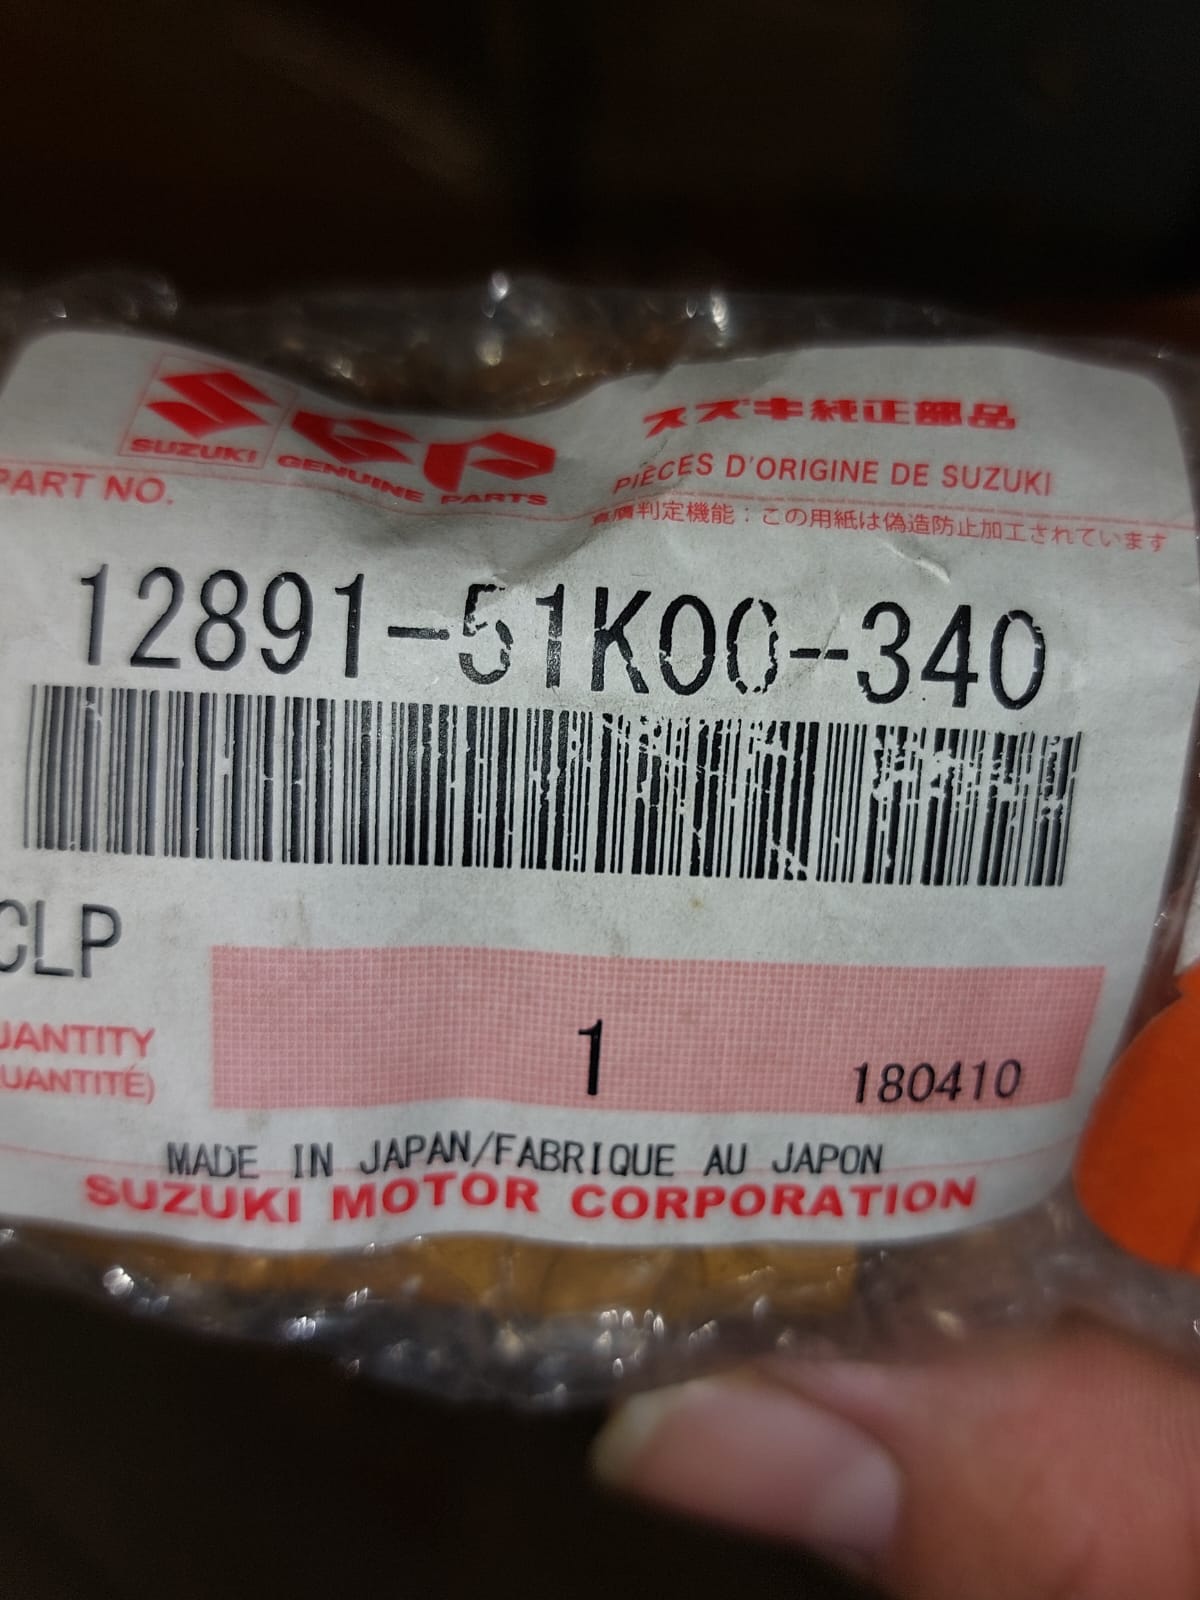 SUZUKI GENUINE PARTS
スズキ純正部品
PIÈCES D'ORIGINE DE SUZUKI
PART NO.
真贋判定機能：この用紙は偽造防止加工されています
12891-51K00--340
CLP
QUANTITY
(QUANTITÉ)
1
180410
MADE IN JAPAN/FABRIQUE AU JAPON
SUZUKI MOTOR CORPORATION